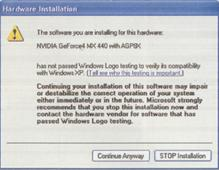 Hardware Installation
The software you are installing for this hardware:
NVIDIA GeForce4 MX 440 with AGP8X
has not passed Windows Logo testing to verify its compatibility
with Windows XP. (Tell me why this testing is important.)
Continuing your installation of this software may impair
or destabilize the correct operation of your system
either immediately or in the future. Microsoft strongly
recommends that you stop this installation now and
contact the hardware vendor for software that has
passed Windows Logo testing.
Continue Anyway
STOP Installation